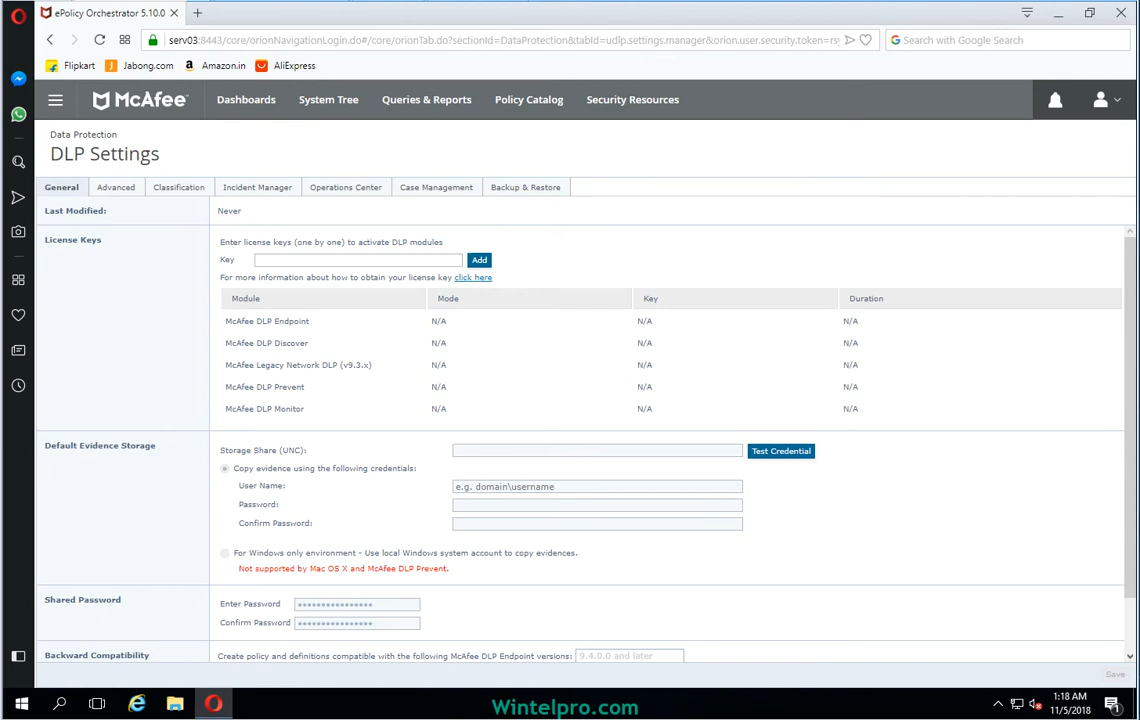 ePolicy Orchestrator 5.10.0
servo3:8443/core/orionNavigationLogin.do#/core/orionTab.do?sectionId=DataProtection&tabId=udlp.settings.manager&orion.user.security.token=rs
Search with Google Search
Flipkart Jabong.com Amazon.in AliExpress
McAfee™ Dashboards System Tree Queries & Reports Policy Catalog Security Resources
Data Protection
DLP Settings
General Advanced Classification Incident Manager Operations Center Case Management Backup & Restore
Last Modified: Never
License Keys Enter license keys (one by one) to activate DLP modules
Key Add
For more information about how to obtain your license key click here
Module Mode Key Duration
McAfee DLP Endpoint N/A N/A N/A
McAfee DLP Discover N/A N/A N/A
McAfee Legacy Network DLP (v9.3.x) N/A N/A N/A
McAfee DLP Prevent N/A N/A N/A
McAfee DLP Monitor N/A N/A N/A
Default Evidence Storage Storage Share (UNC): Test Credential
Copy evidence using the following credentials:
User Name: e.g. domain\username
Password:
Confirm Password:
For Windows only environment - Use local Windows system account to copy evidences.
Not supported by Mac OS X and McAfee DLP Prevent.
Shared Password Enter Password ••••••••••••••••
Confirm Password ••••••••••••••••
Backward Compatibility Create policy and definitions compatible with the following McAfee DLP Endpoint versions: 9.4.0.0 and later
Save
1:18 AM
11/5/2018
1
Wintelpro.com